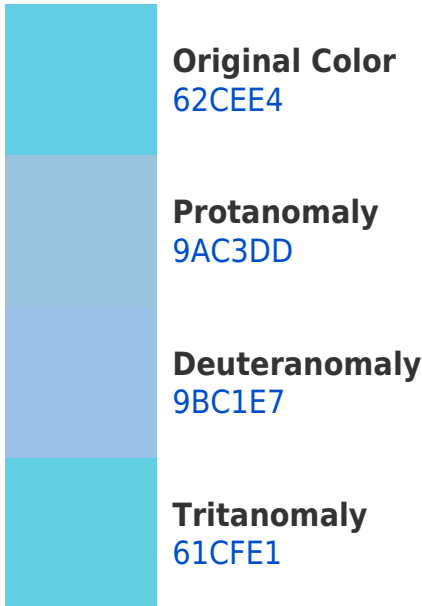 Original Color
62CEE4
Protanomaly
9AC3DD
Deuteranomaly
9BC1E7
Tritanomaly
61CFE1